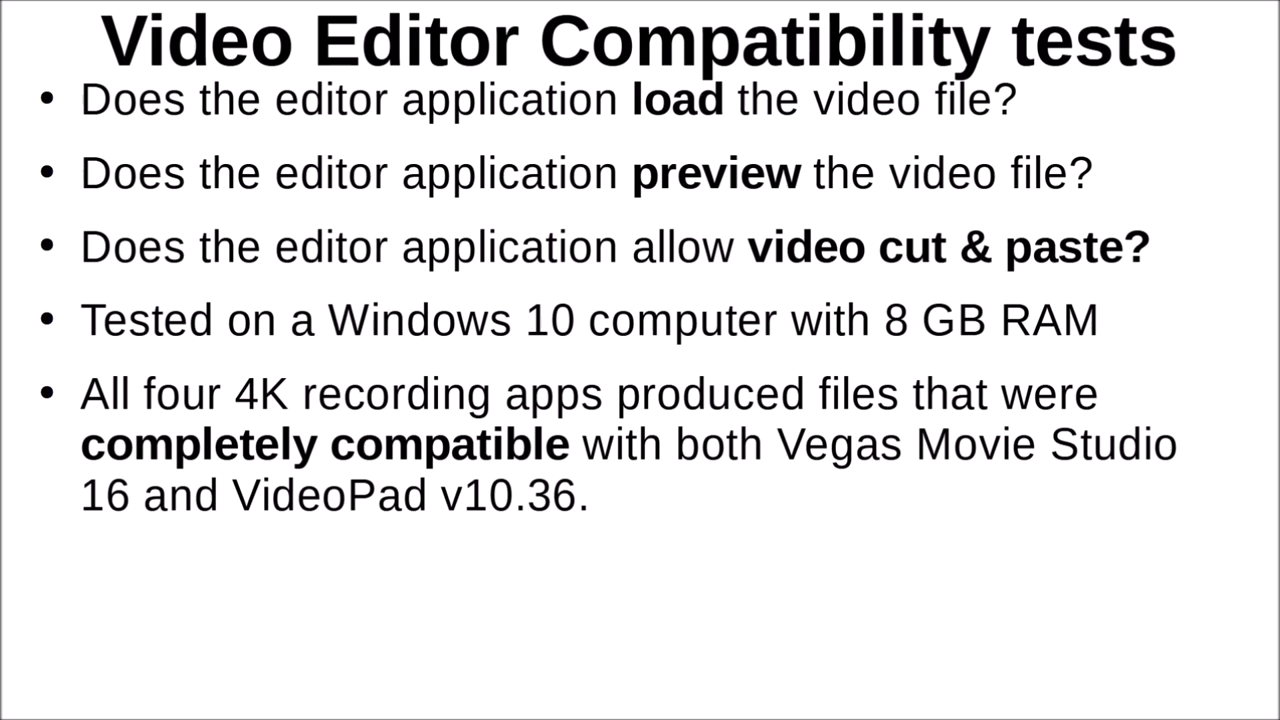 Video Editor Compatibility tests
• Does the editor application load the video file?
• Does the editor application preview the video file?
• Does the editor application allow video cut & paste?
• Tested on a Windows 10 computer with 8 GB RAM
• All four 4K recording apps produced files that were
completely compatible with both Vegas Movie Studio
16 and VideoPad v10.36.